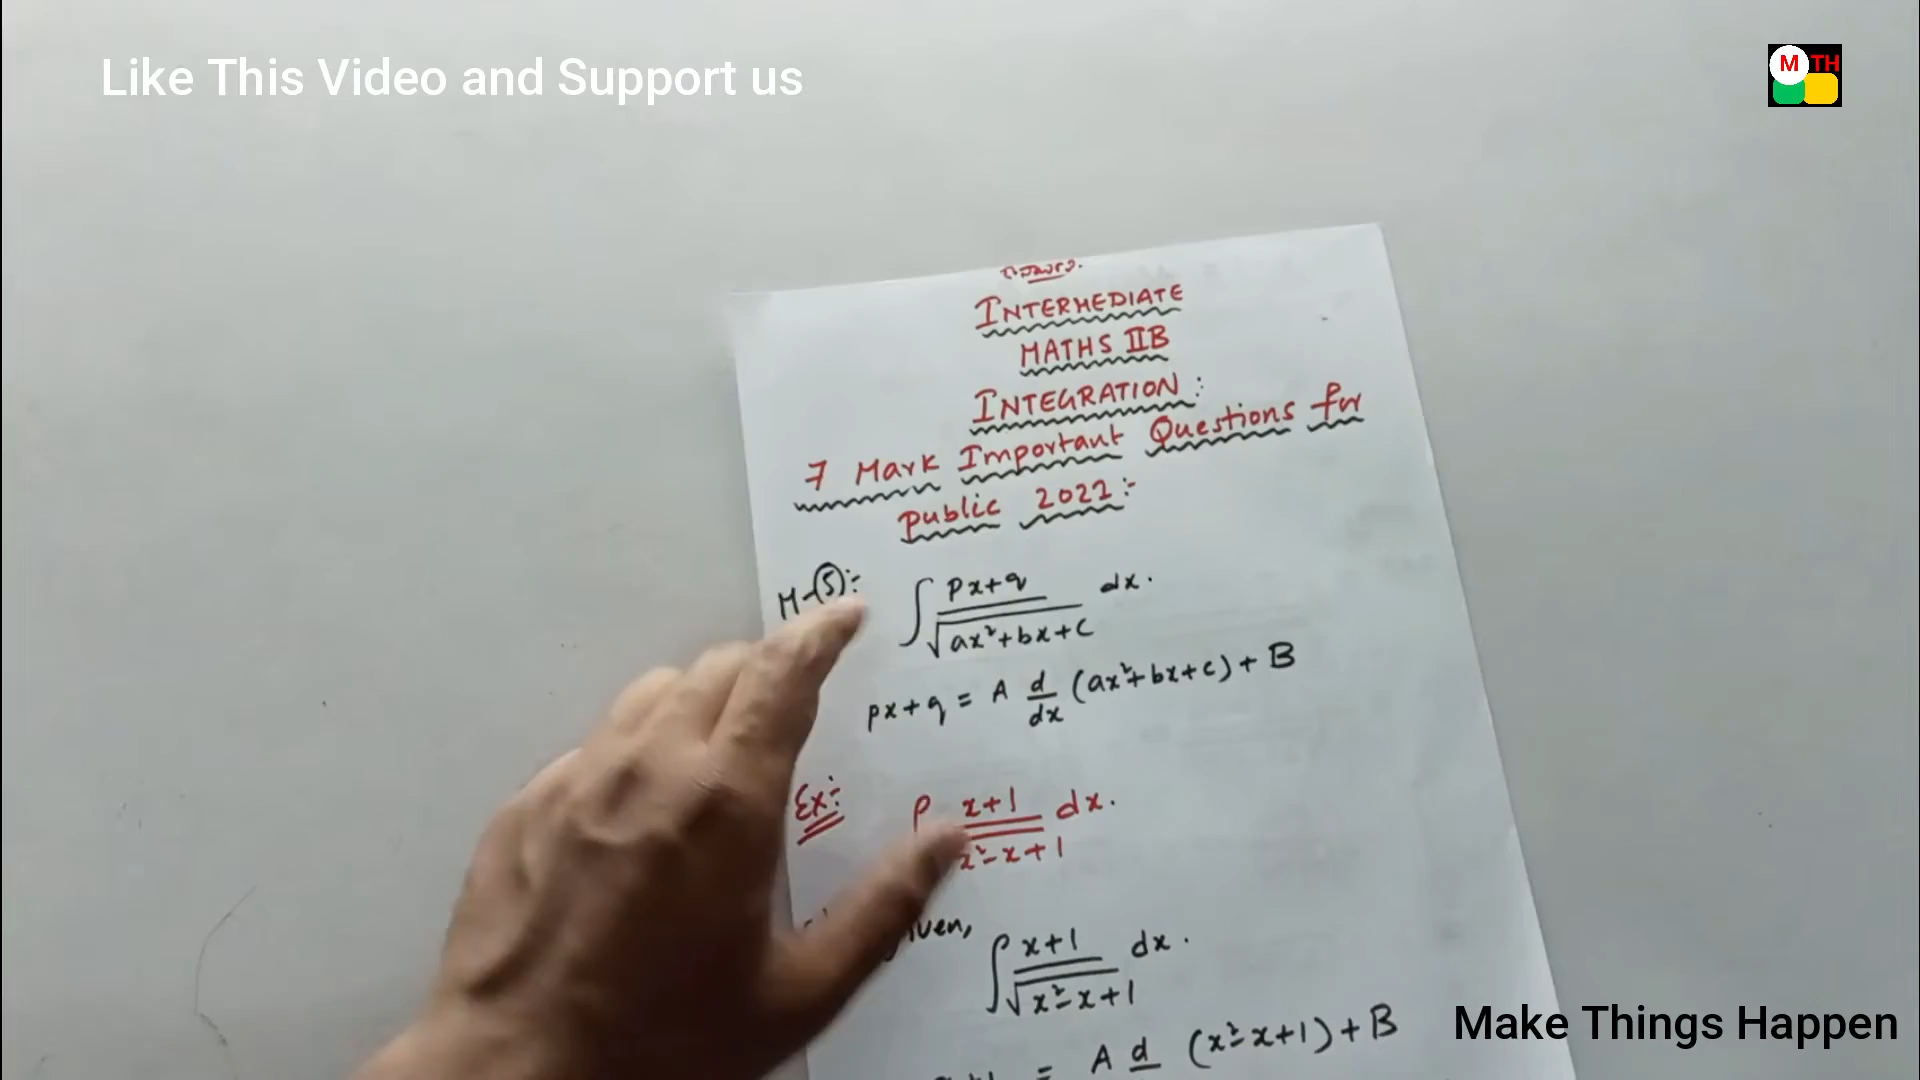 Like This Video and Support us
M TH
INTERMEDIATE
MATHS IIB
INTEGRATION:
7 Mark Important Questions for
public 2022:-
M-(5):- ∫ px+q/√ax²+bx+c dx.
px+q = A d/dx (ax²+bx+c) + B
Ex:- ∫ x+1/√x²-x+1 dx.
given,
∫ x+1/√x²-x+1 dx.
= A d (x²-x+1) + B
Make Things Happen